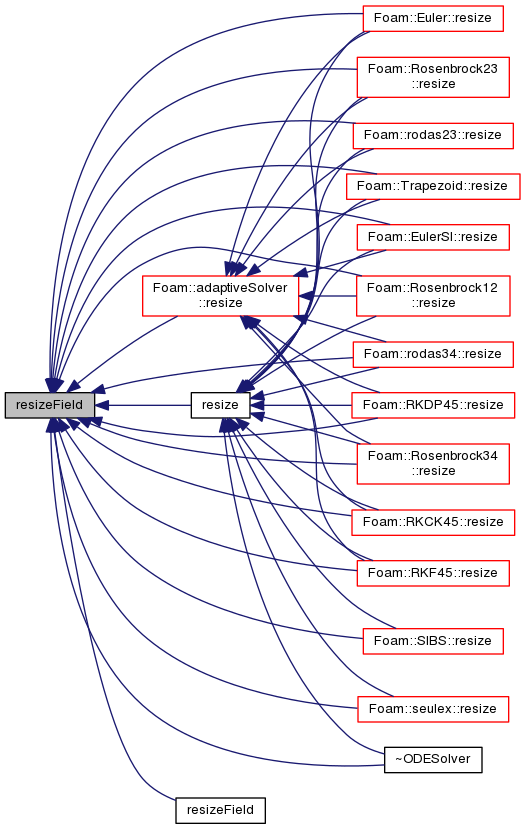 Foam::Euler::resize
Foam::Rosenbrock23
::resize
Foam::rodas23::resize
Foam::Trapezoid::resize
Foam::EulerSI::resize
Foam::adaptiveSolver
::resize
Foam::Rosenbrock12
::resize
Foam::rodas34::resize
resizeField
resize
Foam::RKDP45::resize
Foam::Rosenbrock34
::resize
Foam::RKCK45::resize
Foam::RKF45::resize
Foam::SIBS::resize
Foam::seulex::resize
~ODESolver
resizeField